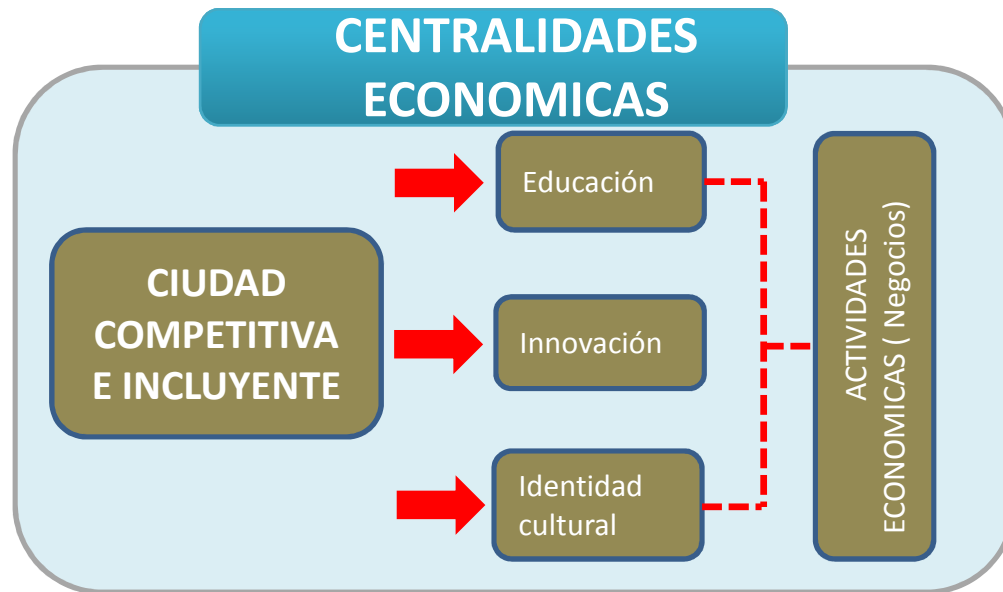 CENTRALIDADES
ECONOMICAS
CIUDAD
COMPETITIVA
E INCLUYENTE
Educación
Innovación
Identidad
cultural
ACTIVIDADES
ECONOMICAS ( Negocios)